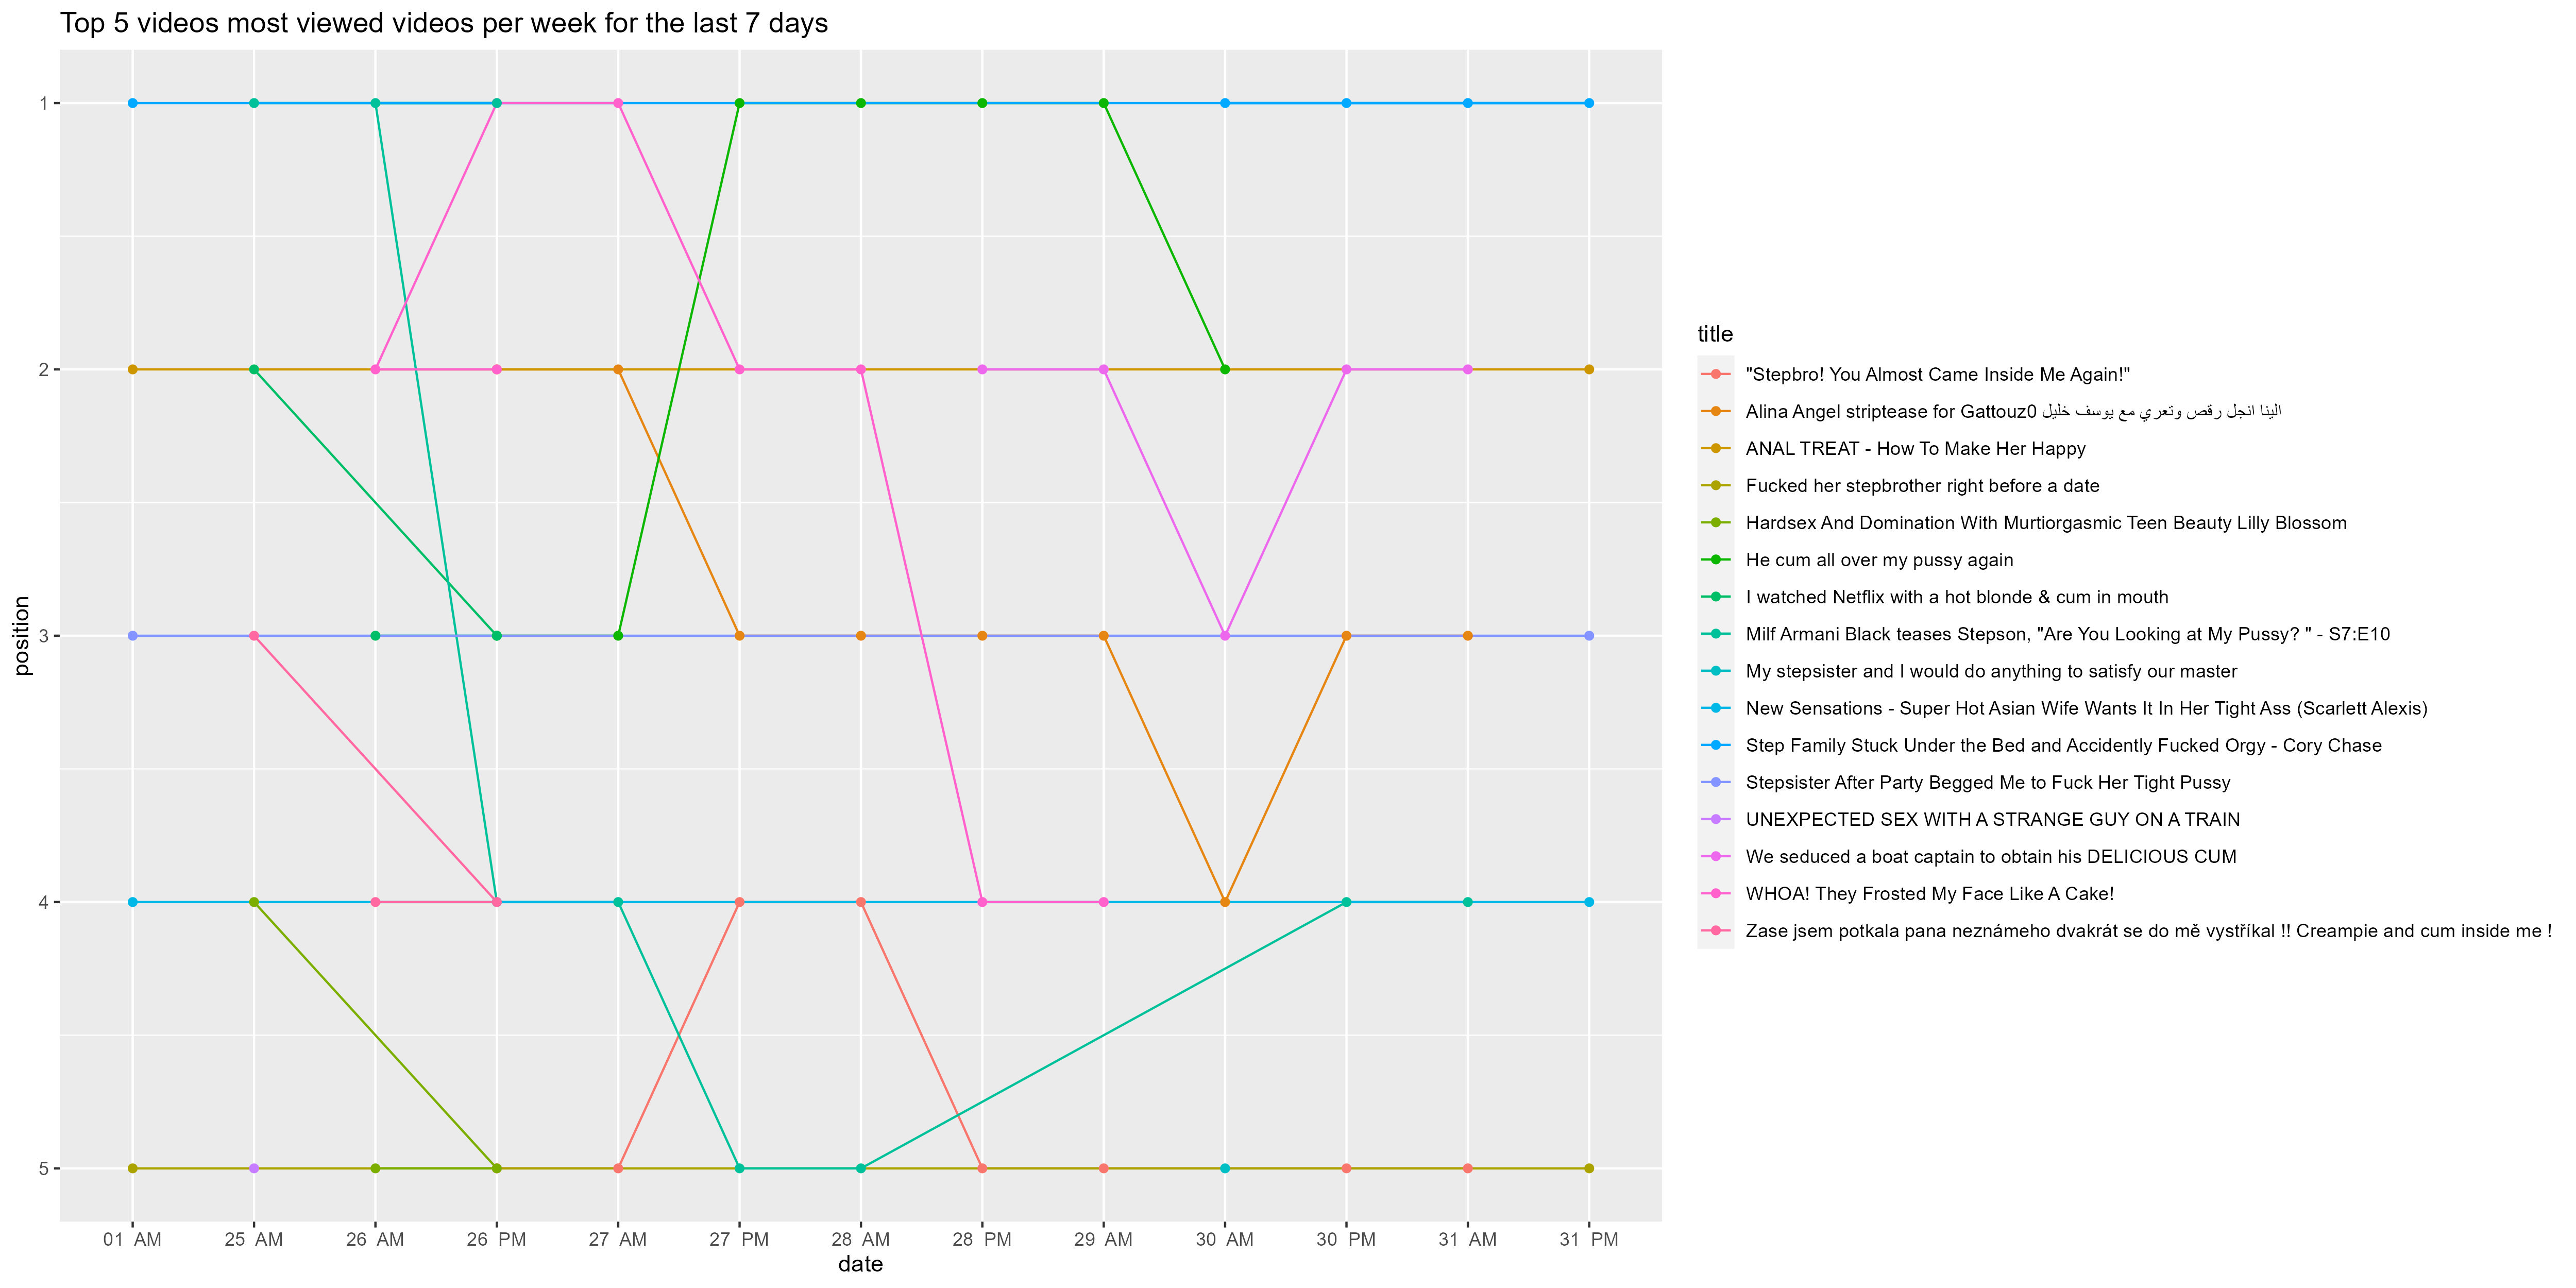 Top 5 videos most viewed videos per week for the last 7 days
position
1
2
3
4
5
01 AM
25 AM
26 AM
26 PM
27 AM
27 PM
28 AM
28 PM
29 AM
30 AM
30 PM
31 AM
31 PM
date
title
"Stepbro! You Almost Came Inside Me Again!"
Alina Angel striptease for Gattouz0 الينا انجل رقص وتعري مع يوسف خليل
ANAL TREAT - How To Make Her Happy
Fucked her stepbrother right before a date
Hardsex And Domination With Murtiorgasmic Teen Beauty Lilly Blossom
He cum all over my pussy again
I watched Netflix with a hot blonde & cum in mouth
Milf Armani Black teases Stepson, "Are You Looking at My Pussy? " - S7:E10
My stepsister and I would do anything to satisfy our master
New Sensations - Super Hot Asian Wife Wants It In Her Tight Ass (Scarlett Alexis)
Step Family Stuck Under the Bed and Accidently Fucked Orgy - Cory Chase
Stepsister After Party Begged Me to Fuck Her Tight Pussy
UNEXPECTED SEX WITH A STRANGE GUY ON A TRAIN
We seduced a boat captain to obtain his DELICIOUS CUM
WHOA! They Frosted My Face Like A Cake!
Zase jsem potkala pana neznámeho dvakrát se do mě vystříkal !! Creampie and cum inside me !